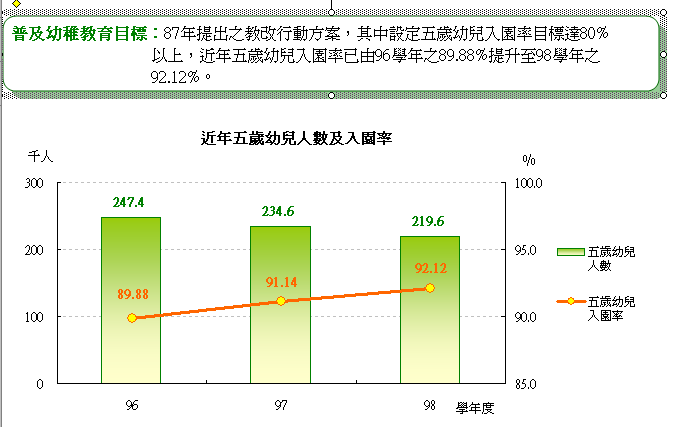 普及幼稚教育目標：87年提出之教改行動方案，其中設定五歲幼兒入園率目標達80%
以上，近年五歲幼兒入園率已由96學年之89.88%提升至98學年之
92.12%。
近年五歲幼兒人數及入園率
千人
%
300
200
100
0
247.4
234.6
219.6
89.88
91.14
92.12
100.0
95.0
90.0
85.0
96
97
98
學年度
五歲幼兒
人數
五歲幼兒
入園率